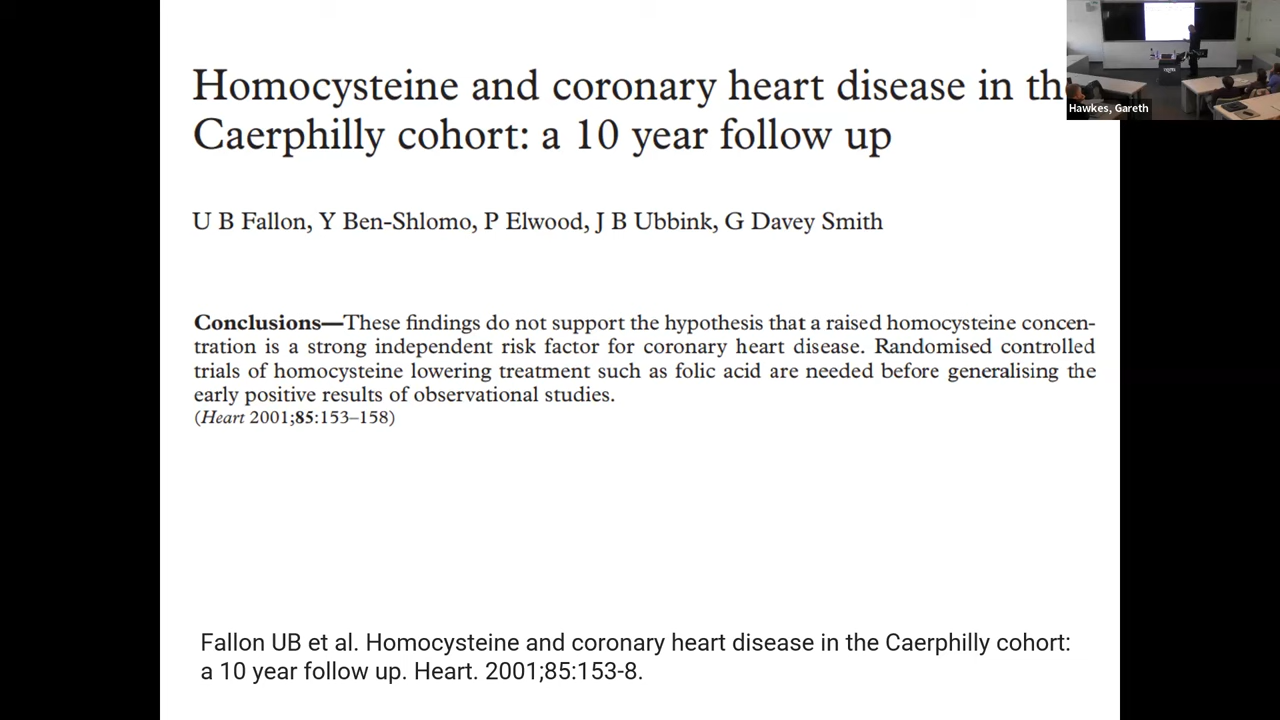 Homocysteine and coronary heart disease in th
Caerphilly cohort: a 10 year follow up
Hawkes, Gareth
U B Fallon, Y Ben-Shlomo, P Elwood, J B Ubbink, G Davey Smith
Conclusions—These findings do not support the hypothesis that a raised homocysteine concen-
tration is a strong independent risk factor for coronary heart disease. Randomised controlled
trials of homocysteine lowering treatment such as folic acid are needed before generalising the
early positive results of observational studies.
(Heart 2001;85:153–158)
Fallon UB et al. Homocysteine and coronary heart disease in the Caerphilly cohort:
a 10 year follow up. Heart. 2001;85:153-8.